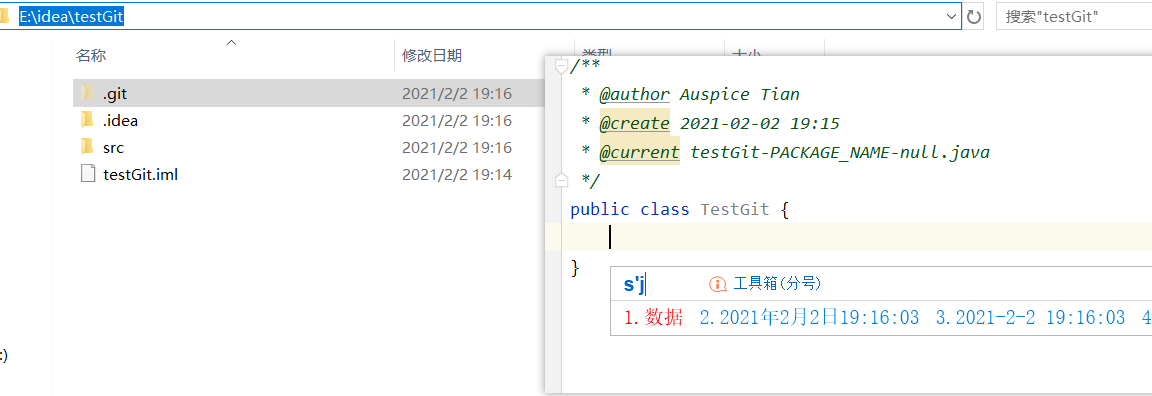 E:\idea\testGit
搜索"testGit"
名称 修改日期 类型 大小
.git 2021/2/2 19:16
.idea 2021/2/2 19:16
src 2021/2/2 19:16
testGit.iml 2021/2/2 19:14
:)
/**
* @author Auspice Tian
* @create 2021-02-02 19:15
* @current testGit-PACKAGE_NAME-null.java
*/
public class TestGit {
}
s'j 工具箱(分号)
1.数据 2.2021年2月2日19:16:03 3.2021-2-2 19:16:03 4